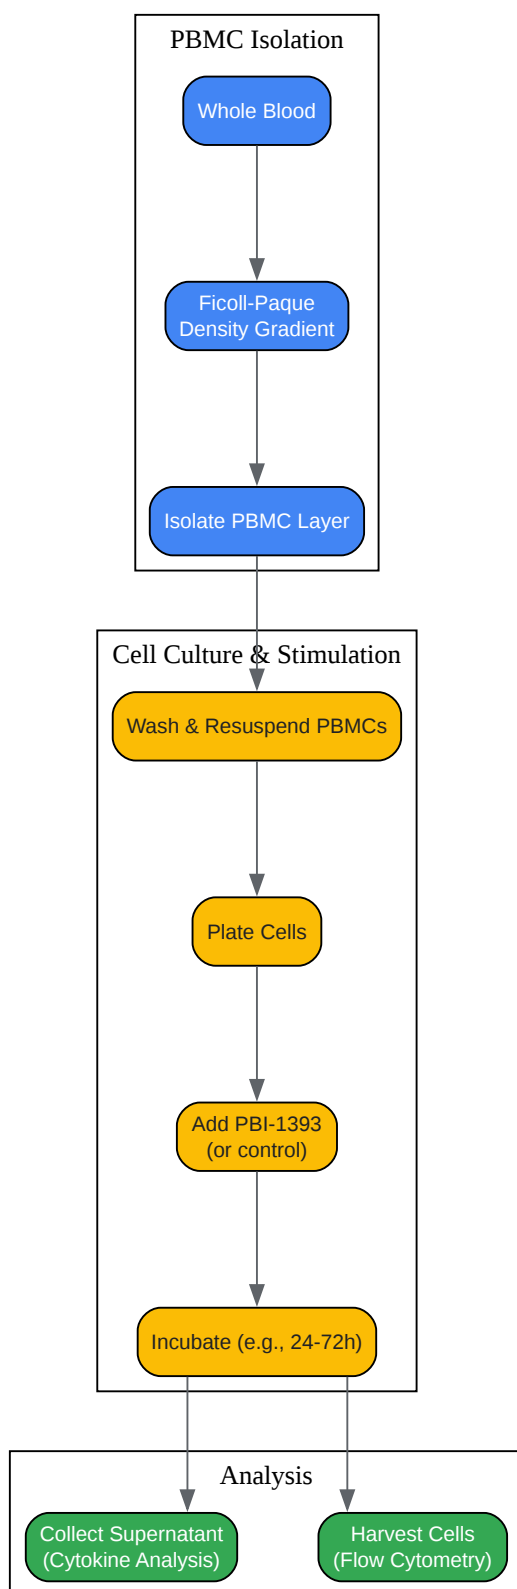 PBMC Isolation
Whole Blood
Ficoll-Paque
Density Gradient
Isolate PBMC Layer
Cell Culture & Stimulation
Wash & Resuspend PBMCs
Plate Cells
Add PBI-1393
(or control)
Incubate (e.g., 24-72h)
Analysis
Collect Supernatant
(Cytokine Analysis)
Harvest Cells
(Flow Cytometry)